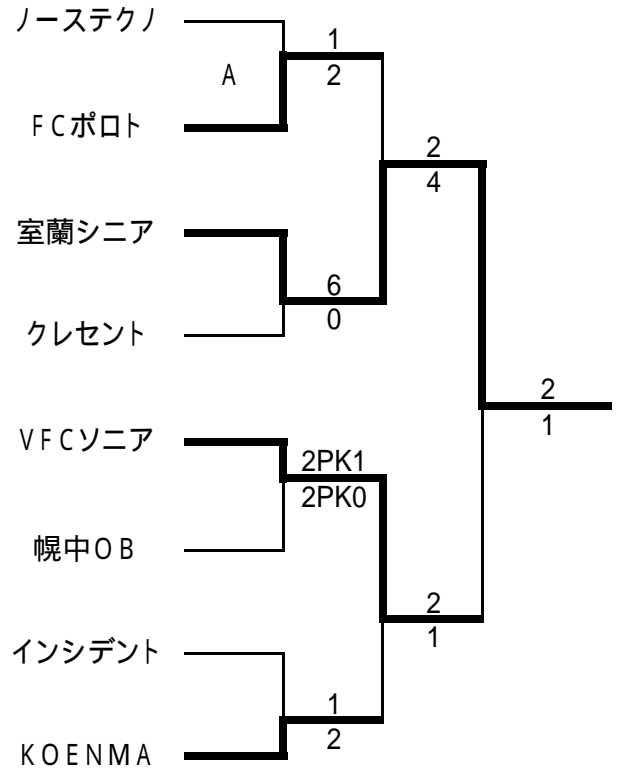 ノーステクノ
1
A
2
FCポロト
2
4
室蘭シニア
6
0
クレセント
2
1
VFCソニア
2PK1
2PK0
幌中OB
2
1
インシデント
1
2
KOENMA